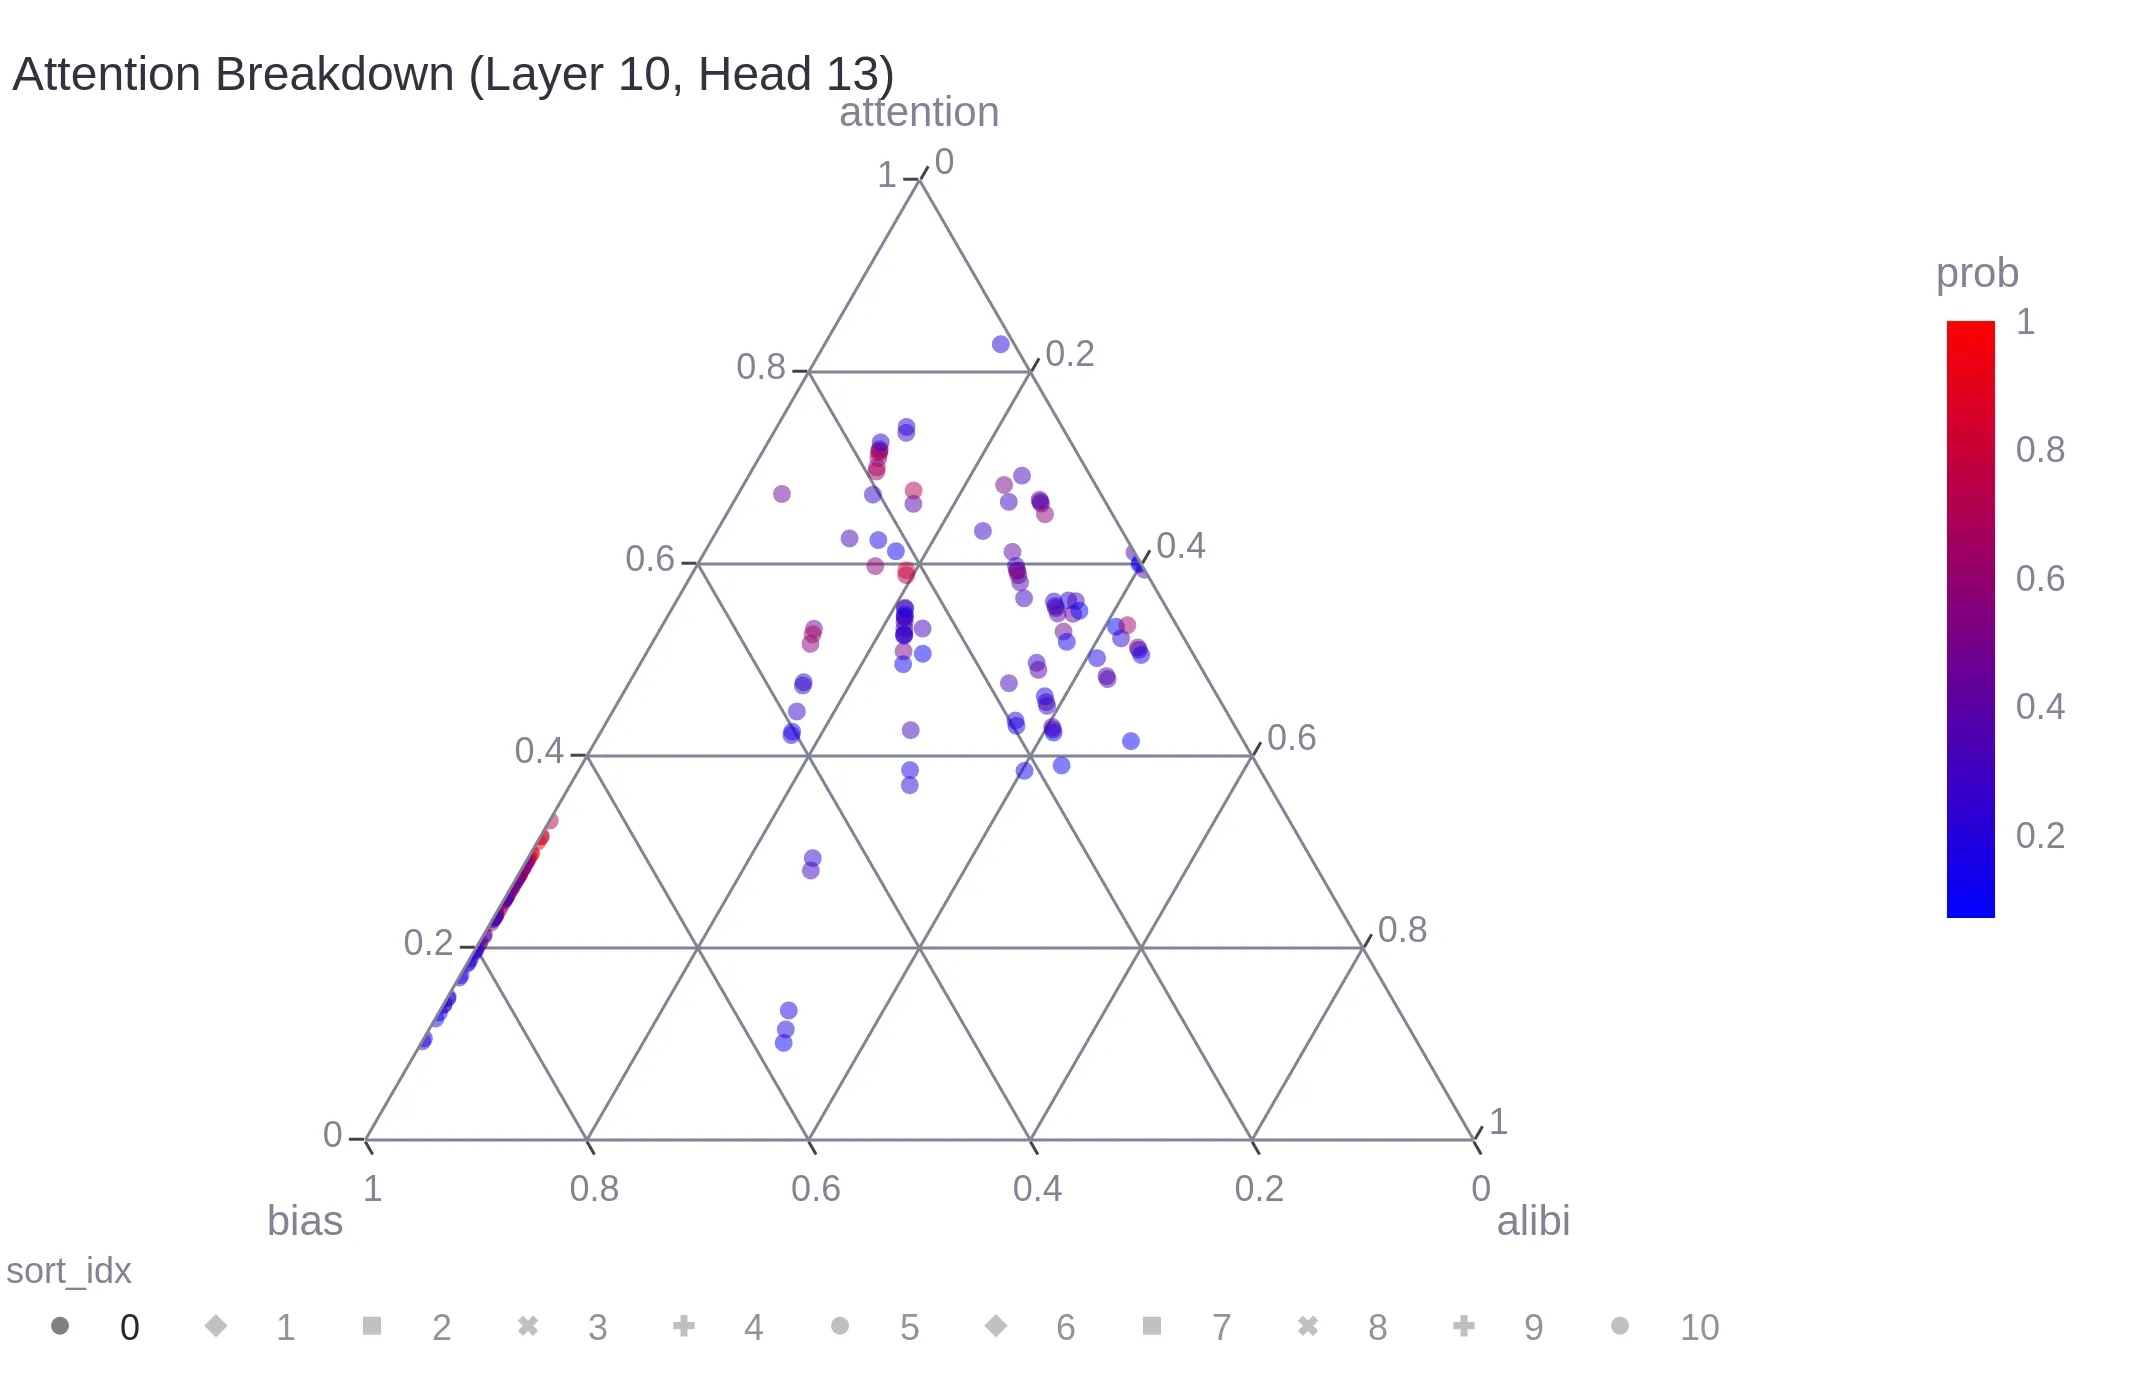 Attention Breakdown (Layer 10, Head 13)
attention
1 0
0.8 0.2
0.6 0.4
0.4 0.6
0.2 0.8
0 1
1 0.8 0.6 0.4 0.2 0
bias alibi
prob
1
0.8
0.6
0.4
0.2
sort_idx
0 1 2 3 4 5 6 7 8 9 10